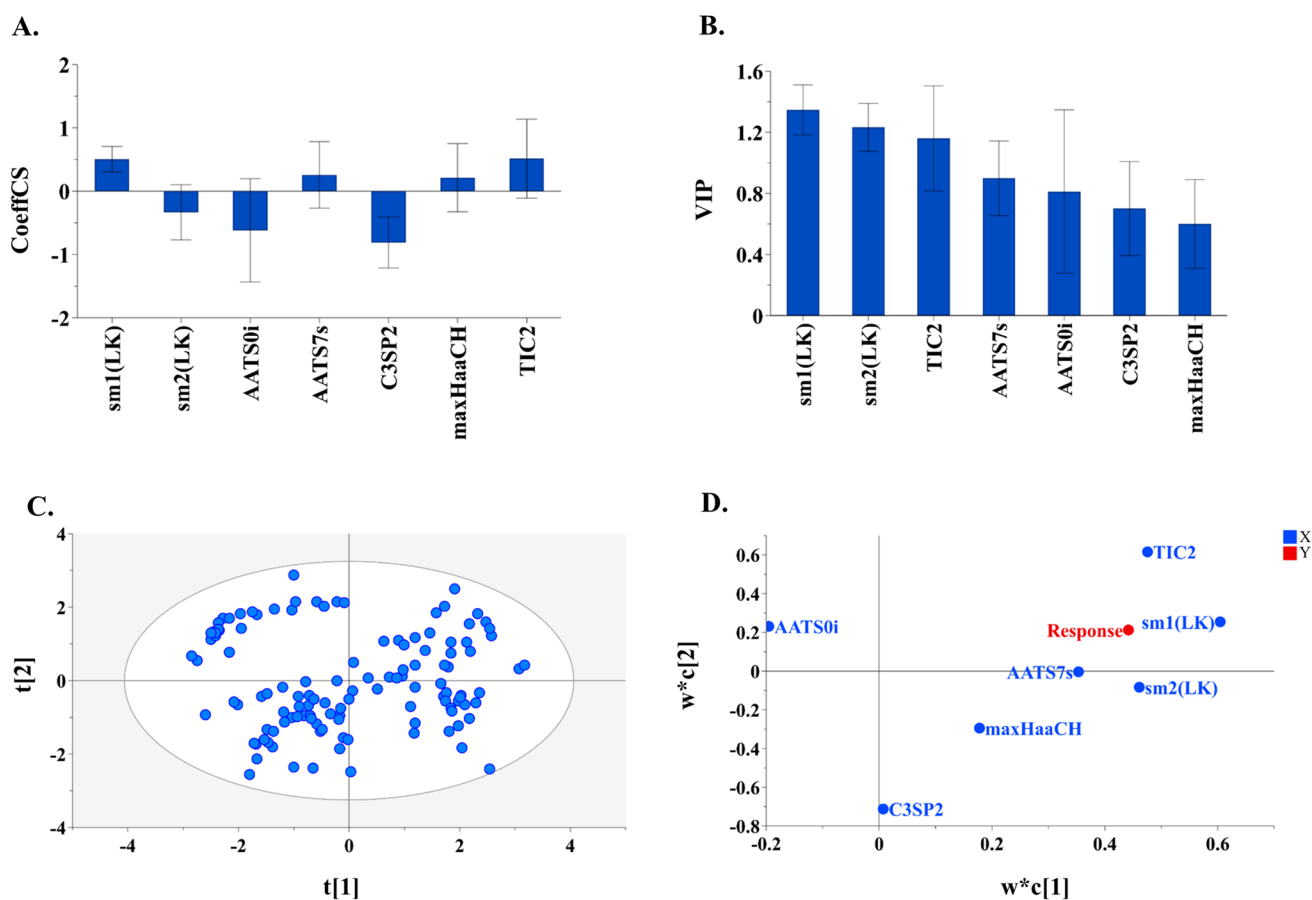 A.
2
1
0
-1
-2
CoeffCS
sm1(LK)
sm2(LK)
AATS0i
AATS7s
C3SP2
maxHaaCH
TIC2
B.
1.6
1.2
0.8
0.4
0
VIP
sm1(LK)
sm2(LK)
TIC2
AATS7s
AATS0i
C3SP2
maxHaaCH
C.
4
2
0
-2
-4
t[2]
-4
-2
0
2
4
t[1]
D.
X
Y
0.6
0.4
0.2
0
-0.2
-0.4
-0.6
-0.8
w*c[2]
TIC2
sm1(LK)
Response
AATS0i
AATS7s
sm2(LK)
maxHaaCH
C3SP2
-0.2
0
0.2
0.4
0.6
w*c[1]